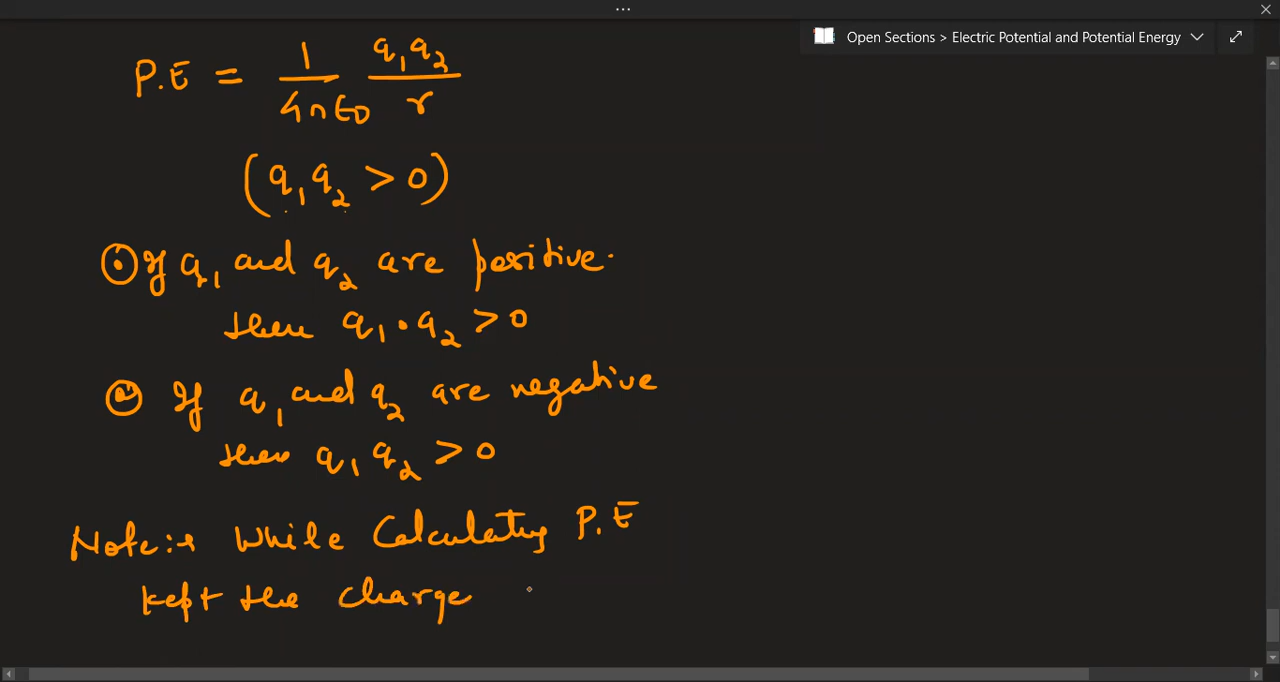 Open Sections > Electric Potential and Potential Energy
P.E = 1/4πε0 q1q2/r
(q1q2 > 0)
① If q1 and q2 are positive.
then q1 • q2 > 0
② If q1 and q2 are negative
then q1 q2 > 0
Note:→ While Calculating P.E
kept the charge